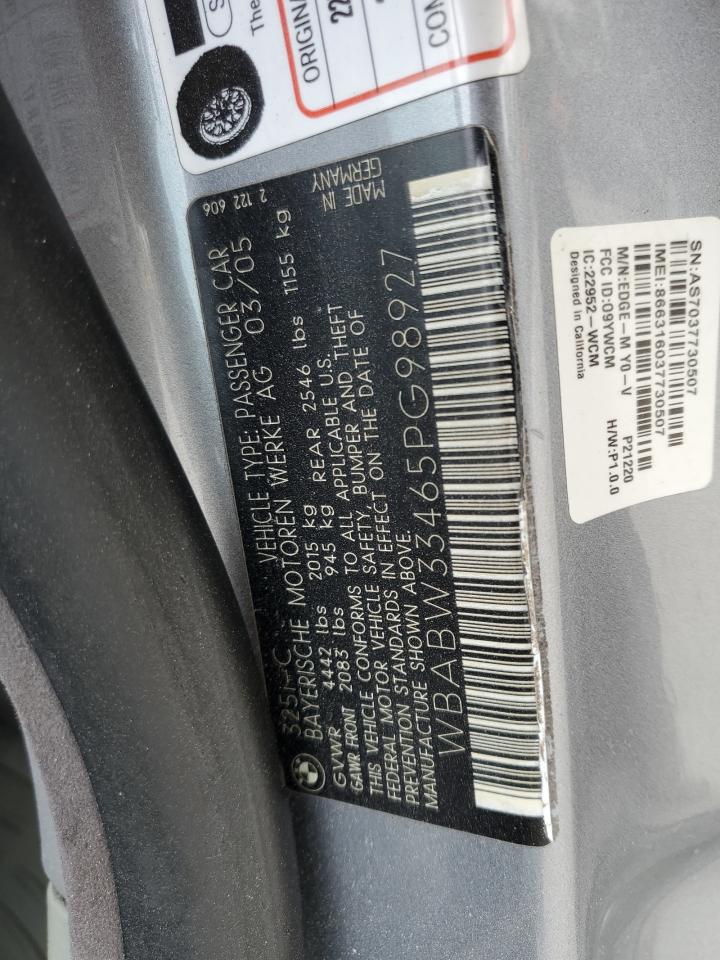 The
ORIGINA
22
CON
2 122 606
MADE IN
GERMANY
VEHICLE TYPE: PASSENGER CAR
BAYERISCHE MOTOREN WERKE AG 03/05
GVWR 4442 lbs 2015 kg REAR 2546 lbs 1155 kg
GAWR FRONT 2083 lbs 945 kg
THIS VEHICLE CONFORMS TO ALL APPLICABLE U.S.
FEDERAL MOTOR VEHICLE SAFETY, BUMPER AND THEFT
PREVENTION STANDARDS IN EFFECT ON THE DATE OF
MANUFACTURE SHOWN ABOVE.
WBABW33465PG98927
SN:AS7037730507
IMEI:866316037730507
M/N:EDGE-M Y0-V P21220
FCC ID:09YWCM H/W:P1.0.0
IC:22952-WCM
Designed in California